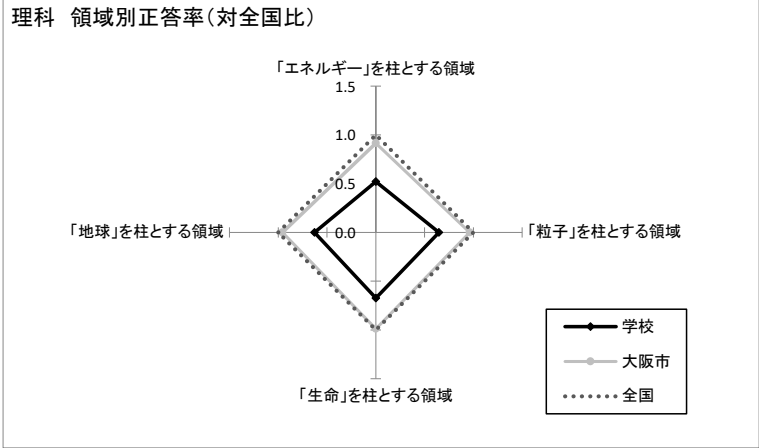 理科 領域別正答率(対全国比)
「エネルギー」を柱とする領域
1.5
1.0
0.5
0.0
「地球」を柱とする領域
「粒子」を柱とする領域
「生命」を柱とする領域
学校
大阪市
全国